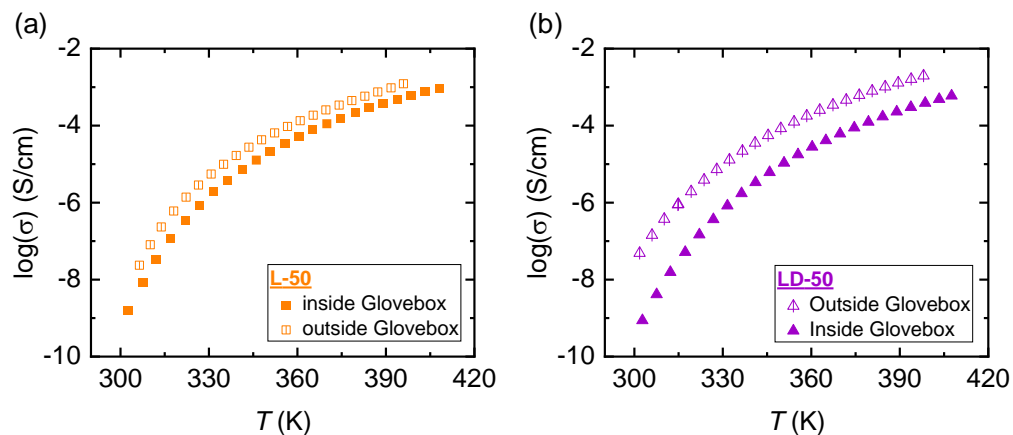 (a)
-2
-4
-6
-8
-10
log(σ) (S/cm)
L-50
inside Glovebox
outside Glovebox
300 330 360 390 420
T (K)
(b)
-2
-4
-6
-8
-10
log(σ) (S/cm)
LD-50
Outside Glovebox
Inside Glovebox
300 330 360 390 420
T (K)